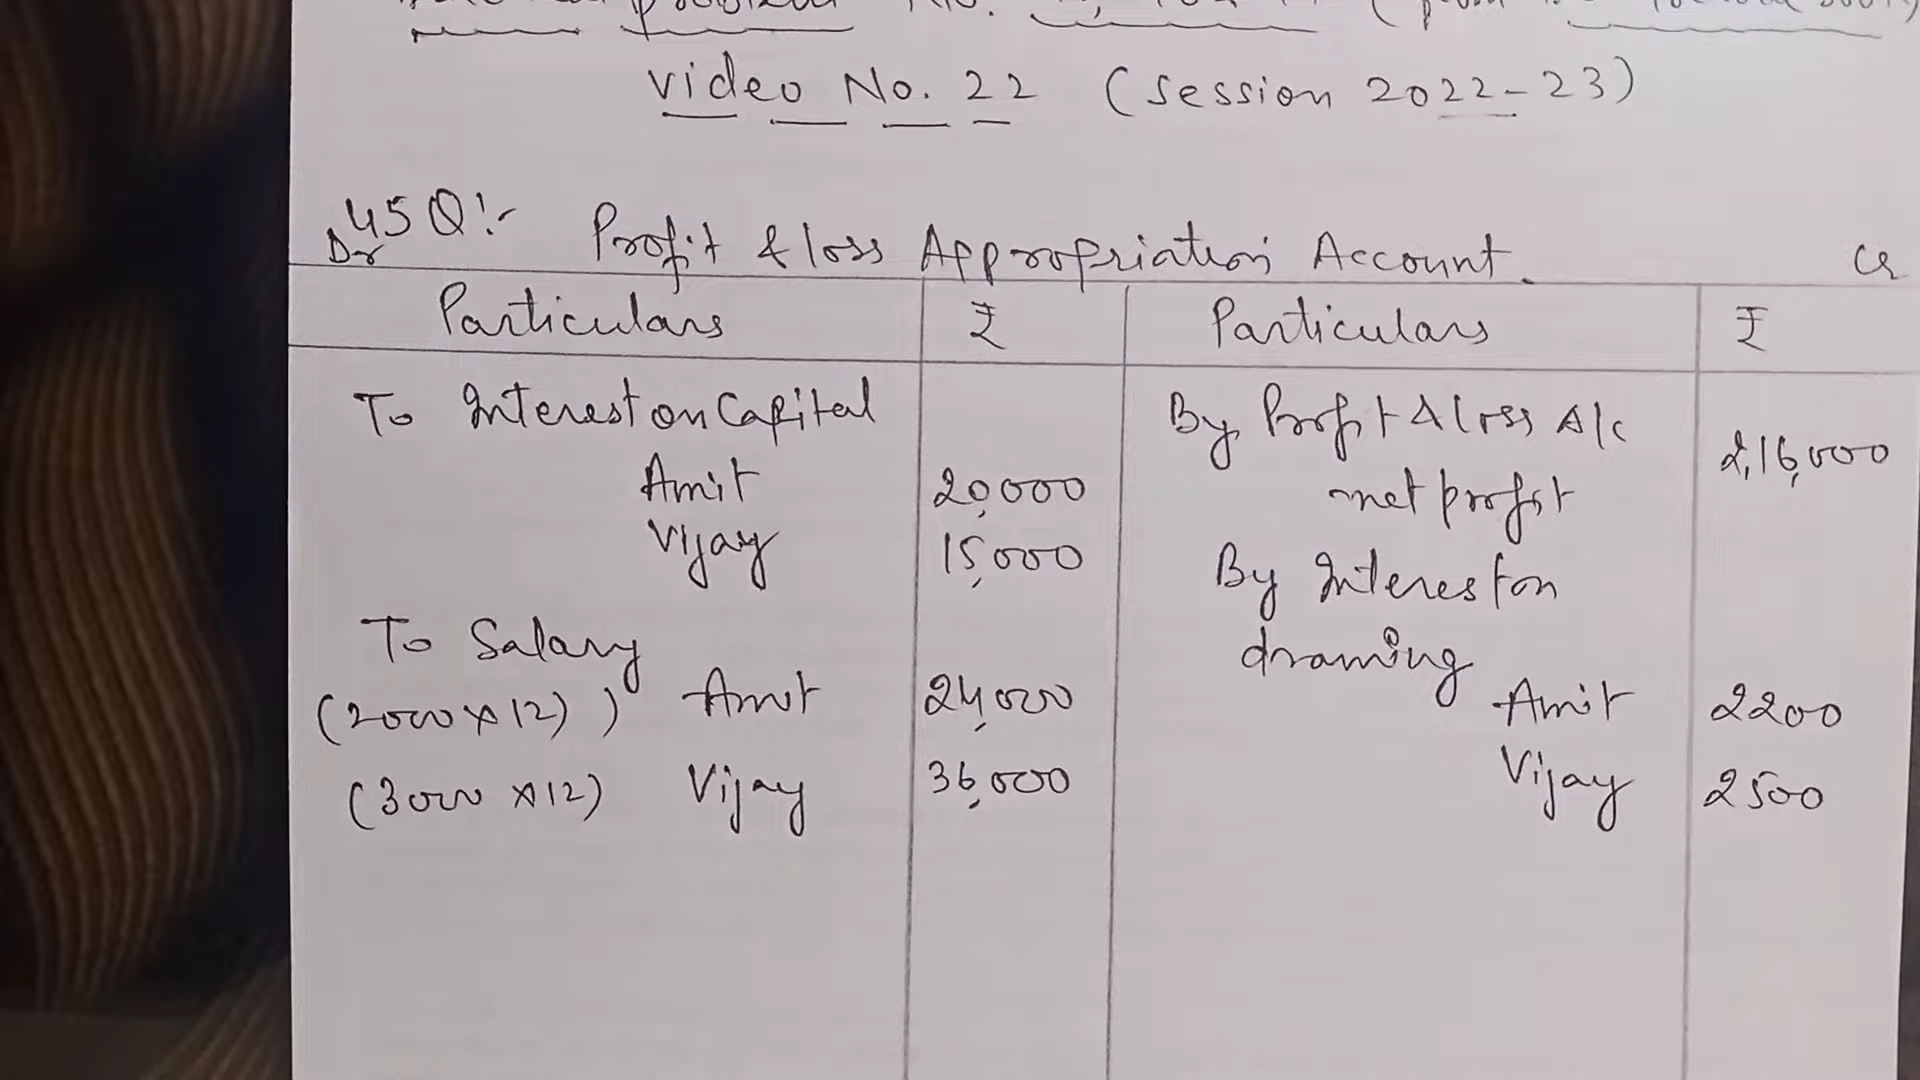 problem No.
video No. 22 (Session 2022-23)
45 Q:-
Dr Profit & loss Appropriation Account. Cr
Particulars ₹ Particulars ₹
To Interest on Capital
Amit 20,000
Vijay 15,000
By Profit & loss A/c 2,16,000
net profit
By Interest on
drawing
Amit 2200
Vijay 2500
To Salary
(2000 x 12) ) Amit 24,000
(3000 x 12) Vijay 36,000